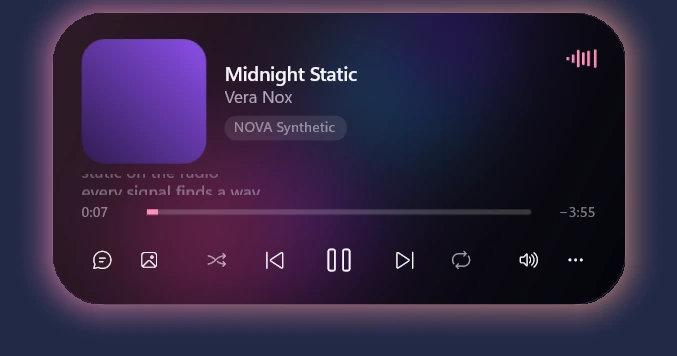 Midnight Static
Vera Nox
NOVA Synthetic
static on the radio
every signal finds a way
0:07
−3:55